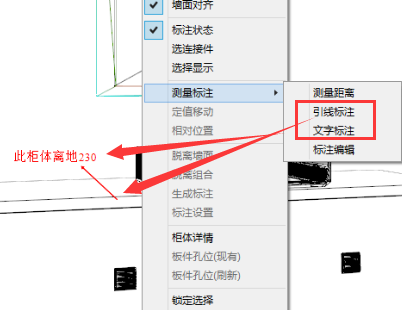 墙面对齐
标注状态
选连接件
选择显示
测量标注
定值移动
相对位置
脱离墙面
脱离组合
生成标注
标注设置
柜体详情
板件孔位(现有)
板件孔位(刷新)
锁定选择
测量距离
引线标注
文字标注
标注编辑
此柜体离地230